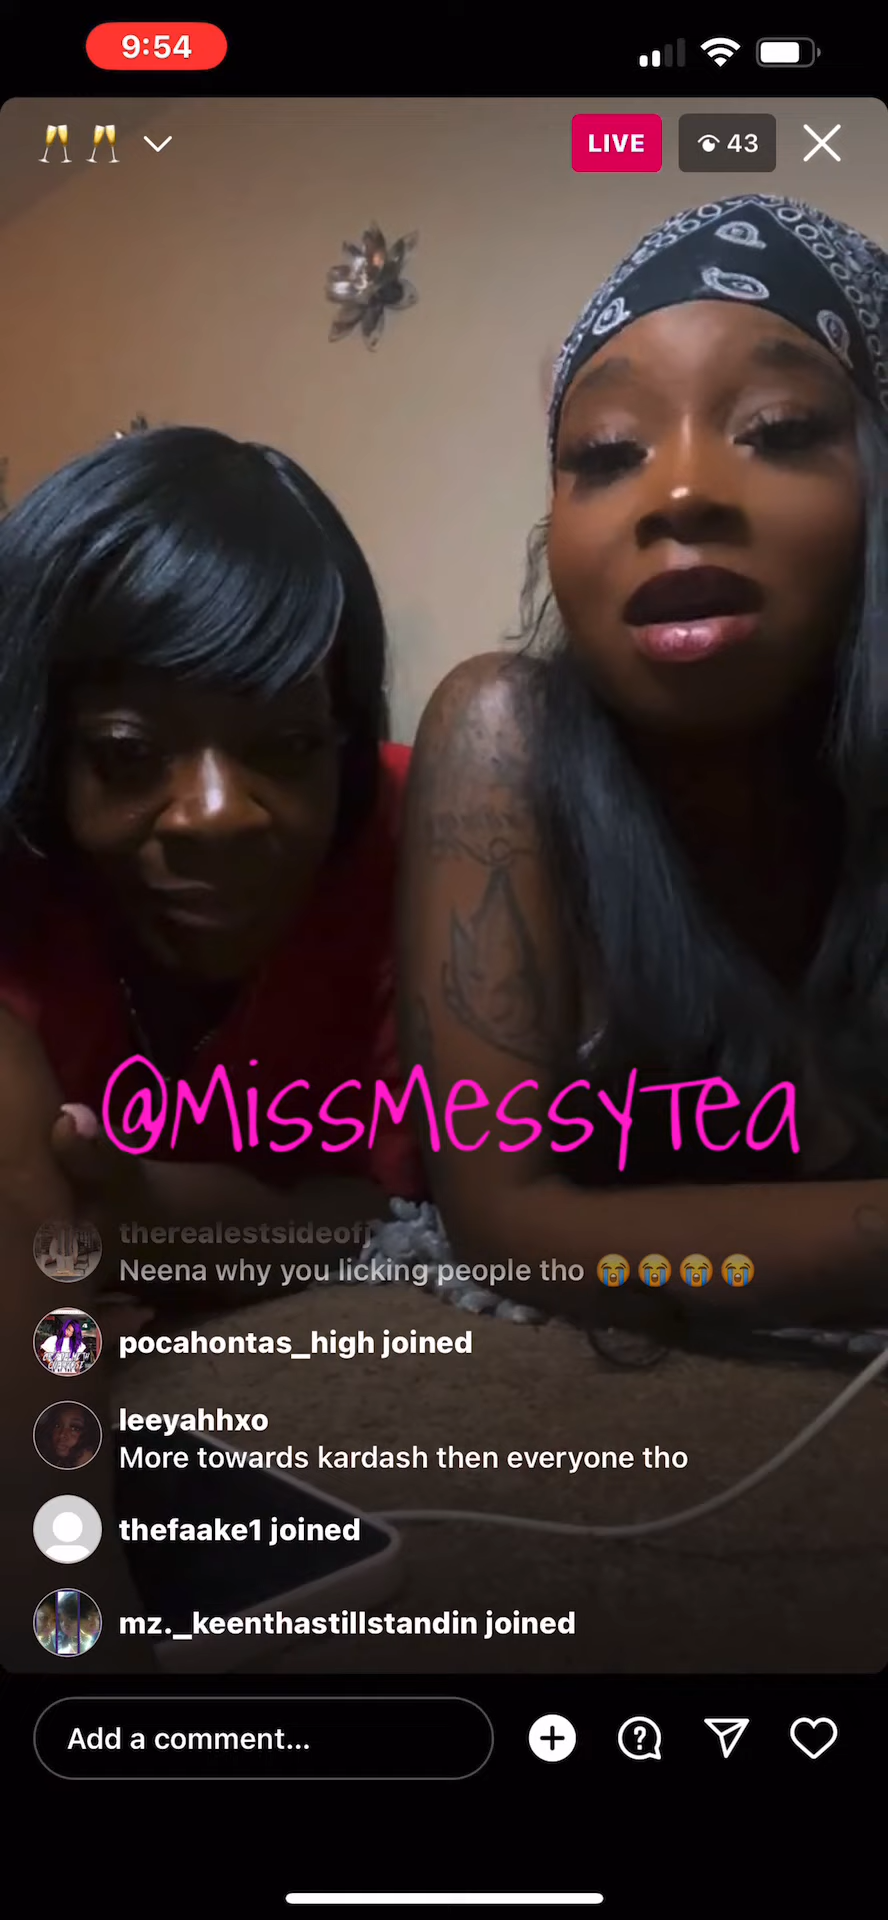 9:54
🥂 🥂
LIVE
43
@MissMessyTea
therealestsideofj
Neena why you licking people tho 😭😭😭😭
pocahontas_high joined
leeyahhxo
More towards kardash then everyone tho
thefaake1 joined
mz._keenthastillstandin joined
Add a comment...